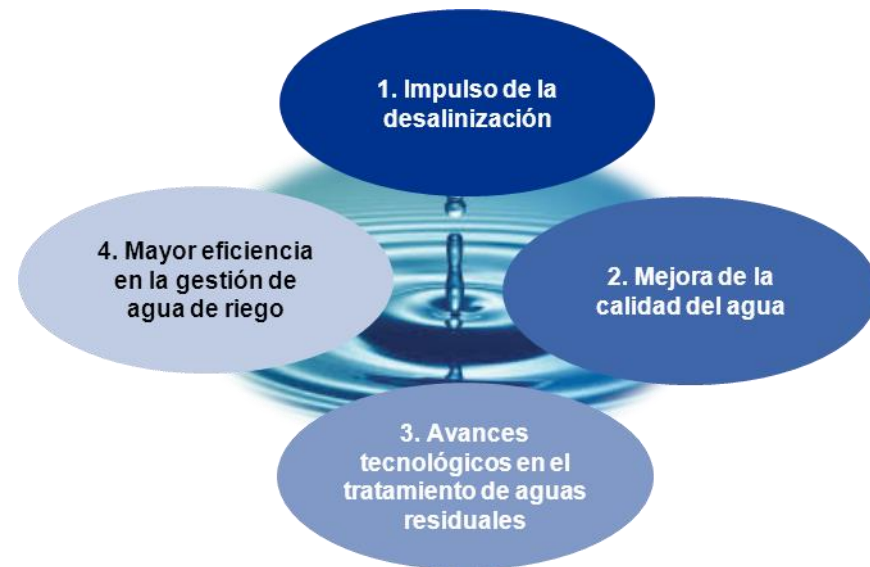 1. Impulso de la
desalinización
2. Mejora de la
calidad del agua
3. Avances
tecnológicos en el
tratamiento de aguas
residuales
4. Mayor eficiencia
en la gestión de
agua de riego